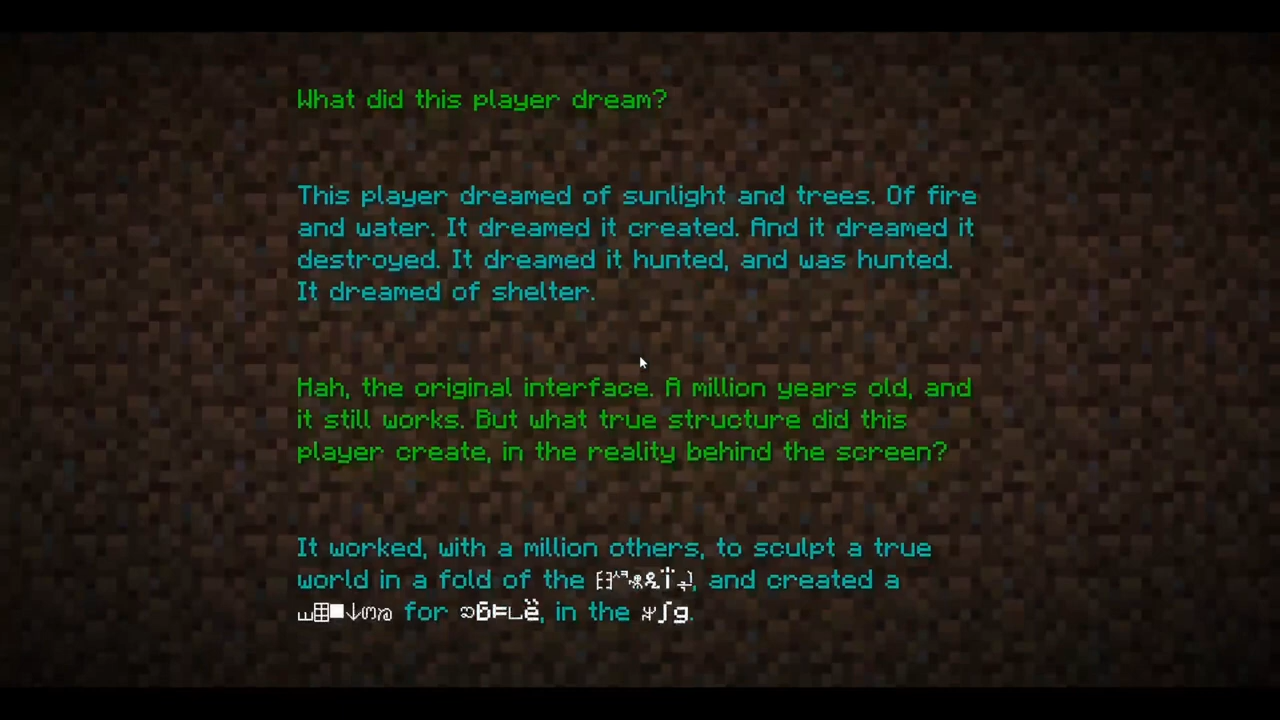 What did this player dream?
This player dreamed of sunlight and trees. Of fire
and water. It dreamed it created. And it dreamed it
destroyed. It dreamed it hunted, and was hunted.
It dreamed of shelter.
Hah, the original interface. A million years old, and
it still works. But what true structure did this
player create, in the reality behind the screen?
It worked, with a million others, to sculpt a true
world in a fold of the , and created a
for , in the .